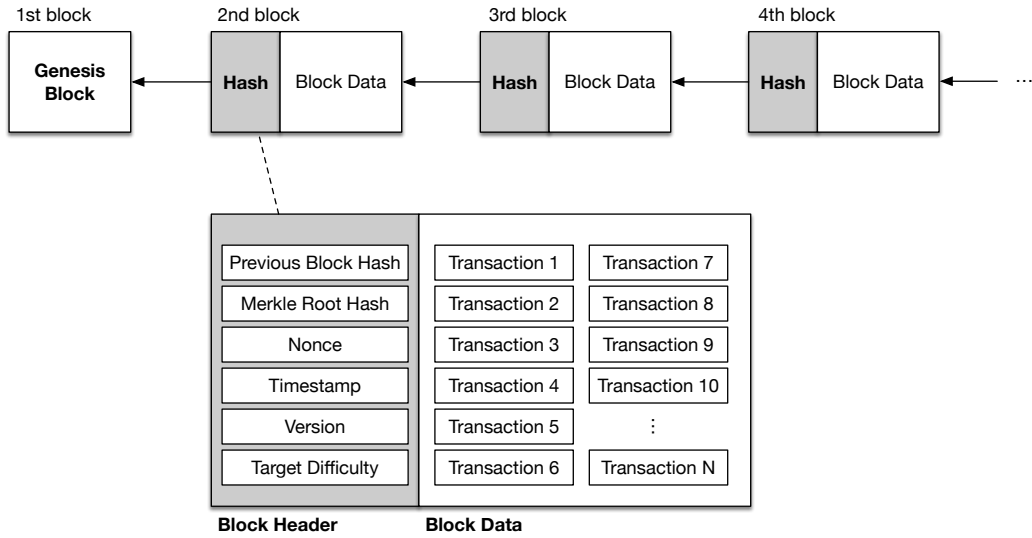 1st block
2nd block
3rd block
4th block
Genesis
Block
Hash
Block Data
Hash
Block Data
Hash
Block Data
...
Previous Block Hash
Merkle Root Hash
Nonce
Timestamp
Version
Target Difficulty
Transaction 1
Transaction 2
Transaction 3
Transaction 4
Transaction 5
Transaction 6
Transaction 7
Transaction 8
Transaction 9
Transaction 10
⋮
Transaction N
Block Header
Block Data